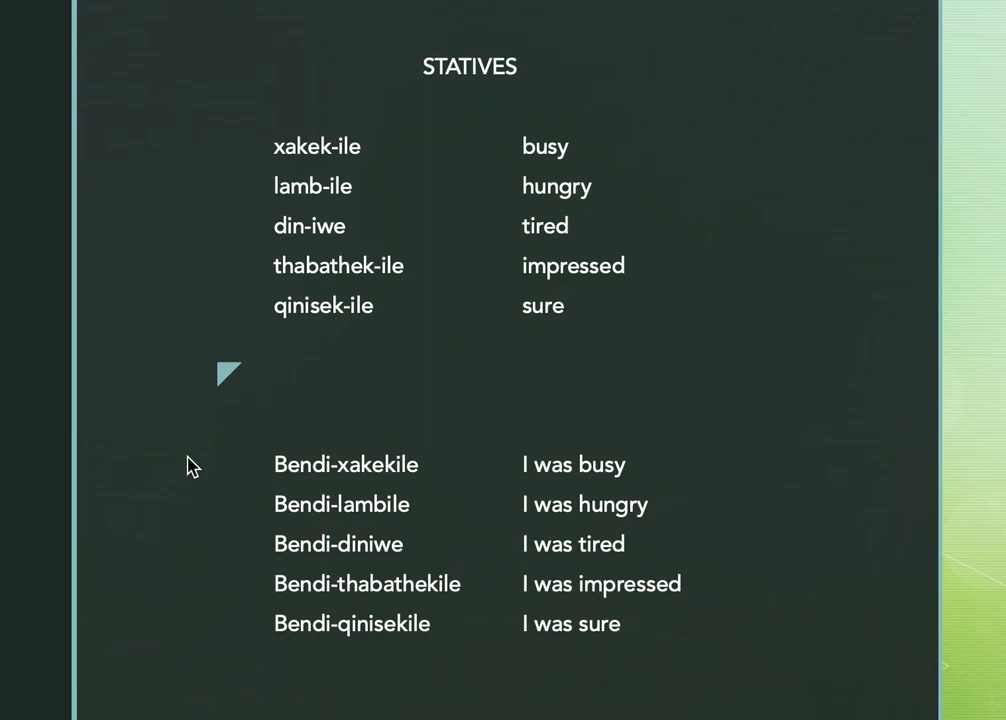 STATIVES
xakek-ile busy
lamb-ile hungry
din-iwe tired
thabathek-ile impressed
qinisek-ile sure
Bendi-xakekile I was busy
Bendi-lambile I was hungry
Bendi-diniwe I was tired
Bendi-thabathekile I was impressed
Bendi-qinisekile I was sure